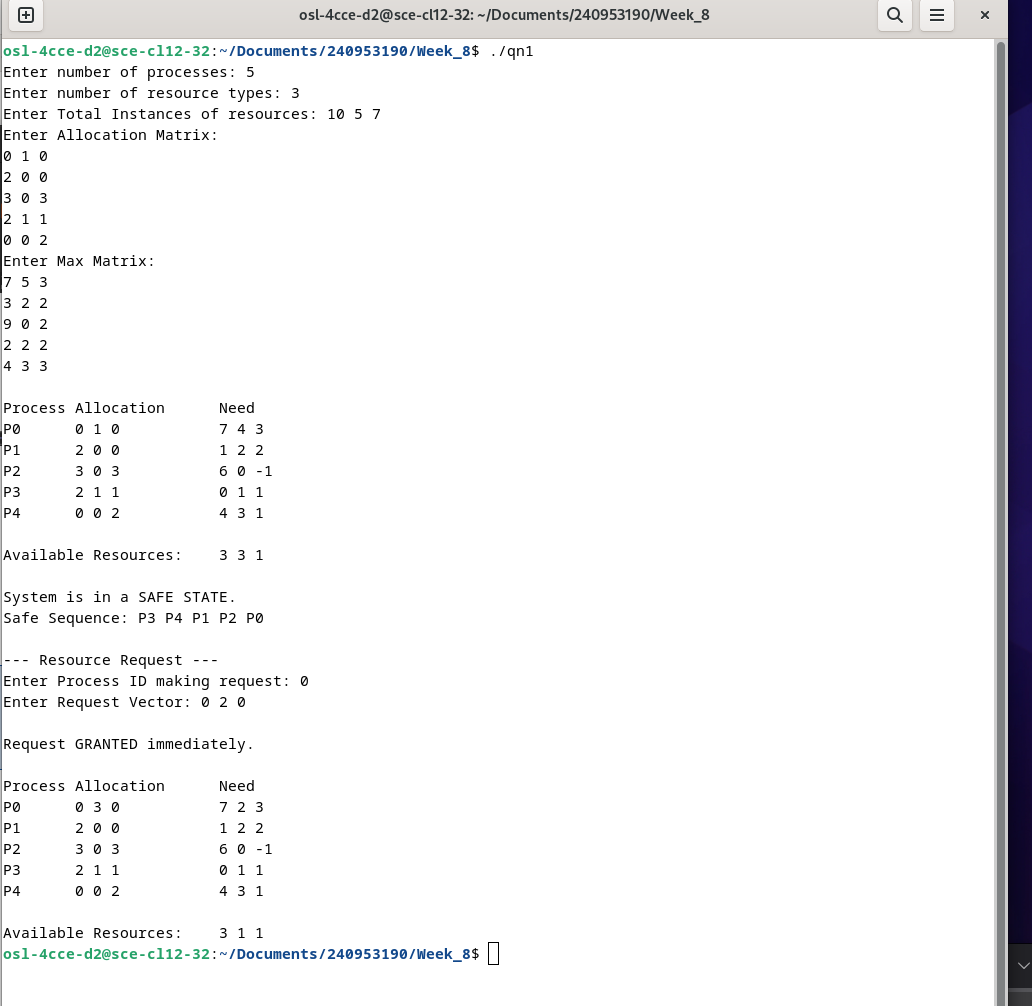 osl-4cce-d2@sce-cl12-32: ~/Documents/240953190/Week_8
osl-4cce-d2@sce-cl12-32:~/Documents/240953190/Week_8$ ./qn1
Enter number of processes: 5
Enter number of resource types: 3
Enter Total Instances of resources: 10 5 7
Enter Allocation Matrix:
0 1 0
2 0 0
3 0 3
2 1 1
0 0 2
Enter Max Matrix:
7 5 3
3 2 2
9 0 2
2 2 2
4 3 3
Process Allocation      Need
P0      0 1 0           7 4 3
P1      2 0 0           1 2 2
P2      3 0 3           6 0 -1
P3      2 1 1           0 1 1
P4      0 0 2           4 3 1
Available Resources:    3 3 1
System is in a SAFE STATE.
Safe Sequence: P3 P4 P1 P2 P0
--- Resource Request ---
Enter Process ID making request: 0
Enter Request Vector: 0 2 0
Request GRANTED immediately.
Process Allocation      Need
P0      0 3 0           7 2 3
P1      2 0 0           1 2 2
P2      3 0 3           6 0 -1
P3      2 1 1           0 1 1
P4      0 0 2           4 3 1
Available Resources:    3 1 1
osl-4cce-d2@sce-cl12-32:~/Documents/240953190/Week_8$